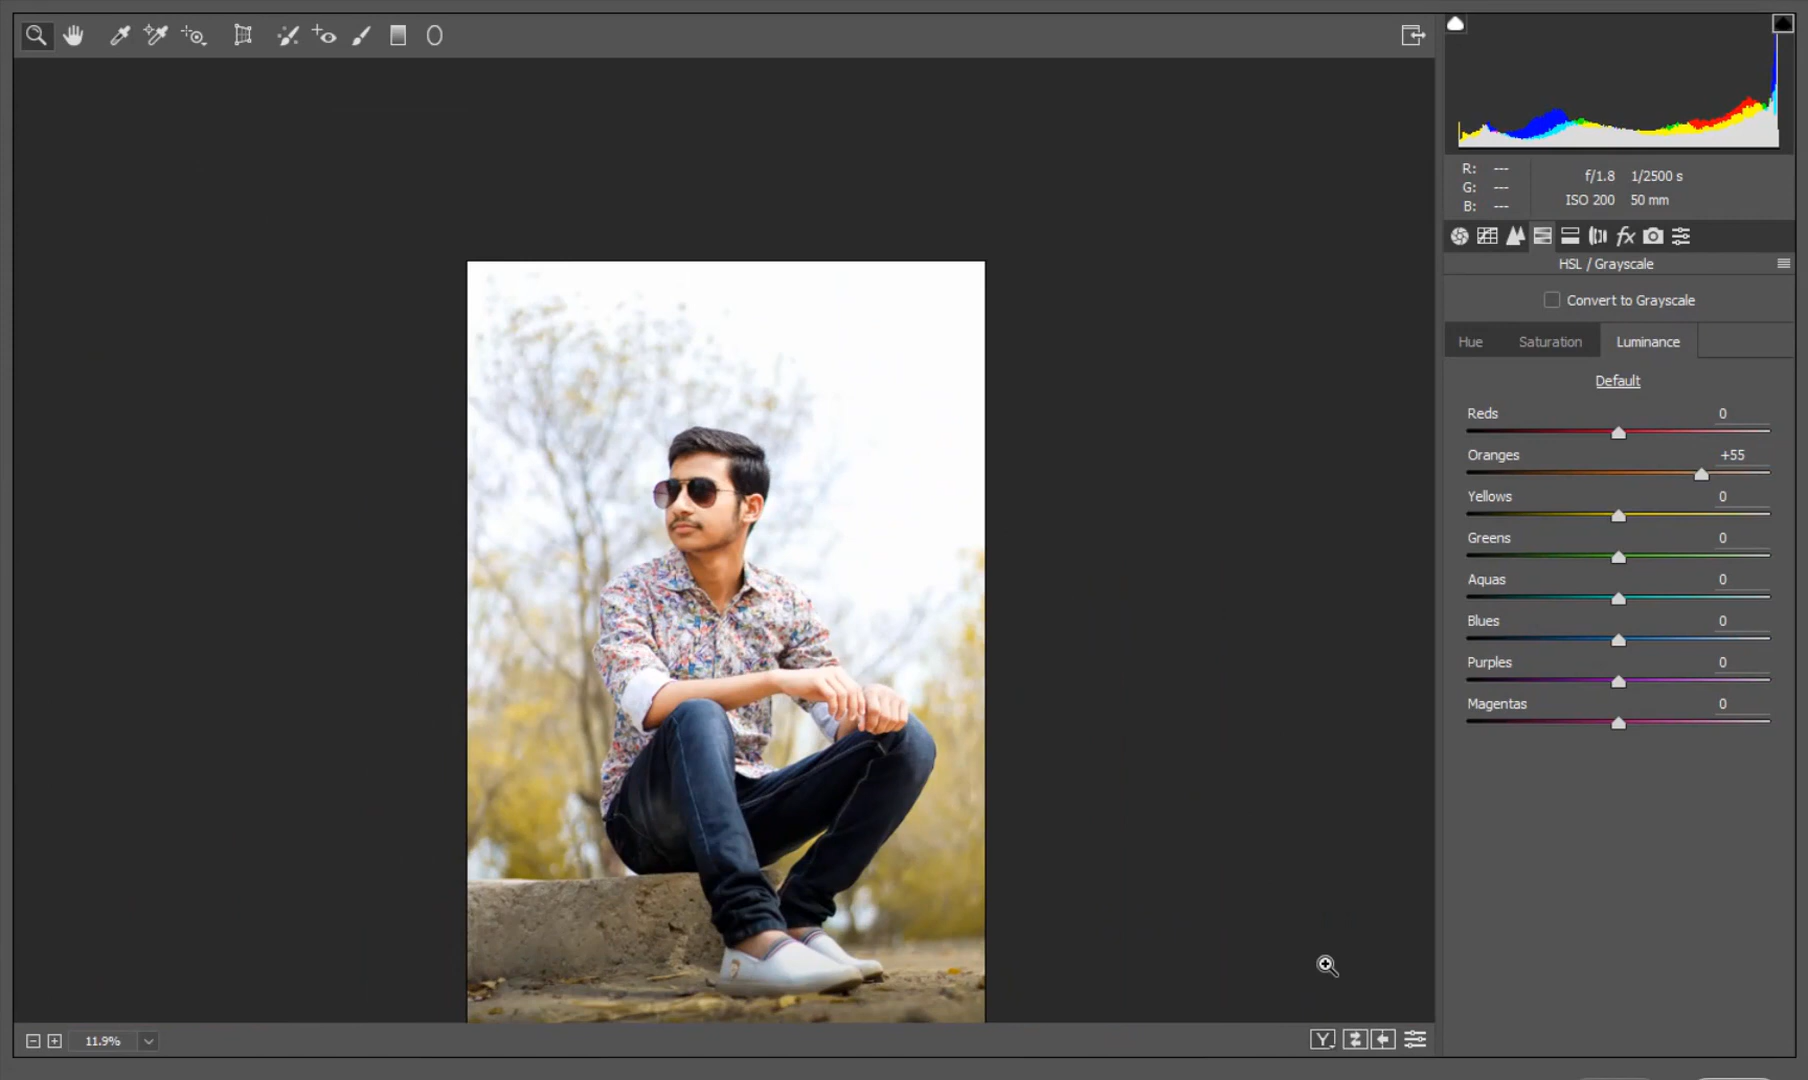 R: ---
G: ---
B: ---
f/1.8 1/2500 s
ISO 200 50 mm
fx
HSL / Grayscale
Convert to Grayscale
Hue Saturation Luminance
Default
Reds 0
Oranges +55
Yellows 0
Greens 0
Aquas 0
Blues 0
Purples 0
Magentas 0
11.9%
Y